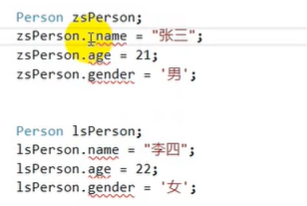 Person zsPerson;
zsPerson._name = "张三";
zsPerson.age = 21;
zsPerson.gender = '男';
Person lsPerson;
lsPerson.name = "李四";
lsPerson.age = 22;
lsPerson.gender = '女';